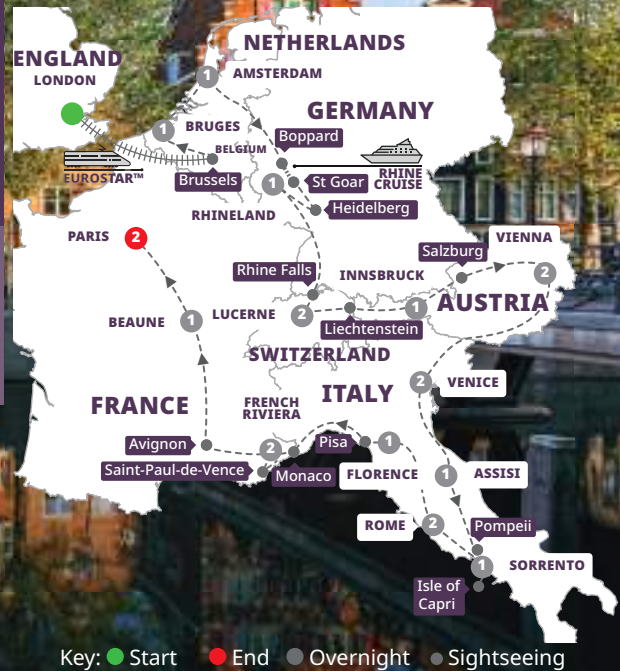 NETHERLANDS
ENGLAND
LONDON
1
AMSTERDAM
GERMANY
1
BRUGES
BELGIUM
Boppard
EUROSTAR™
Brussels
1
St Goar
RHINE
CRUISE
RHINELAND
Heidelberg
PARIS
2
Salzburg
VIENNA
2
Rhine Falls
INNSBRUCK
BEAUNE
1
LUCERNE
2
Liechtenstein
1
AUSTRIA
SWITZERLAND
2
VENICE
FRANCE
FRENCH
RIVIERA
ITALY
Avignon
2
Pisa
1
Saint-Paul-de-Vence
Monaco
FLORENCE
1
ASSISI
ROME
2
Pompeii
1
SORRENTO
Isle of
Capri
Key: Start End Overnight Sightseeing